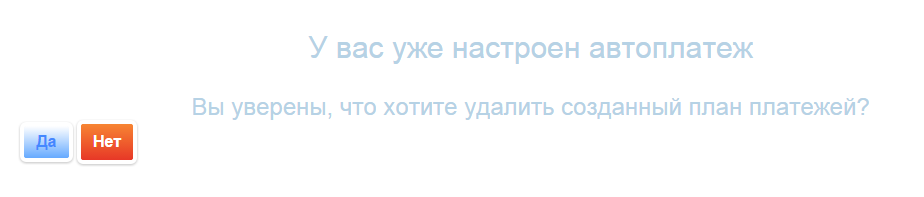 У вас уже настроен автоплатеж
Вы уверены, что хотите удалить созданный план платежей?
Да Нет